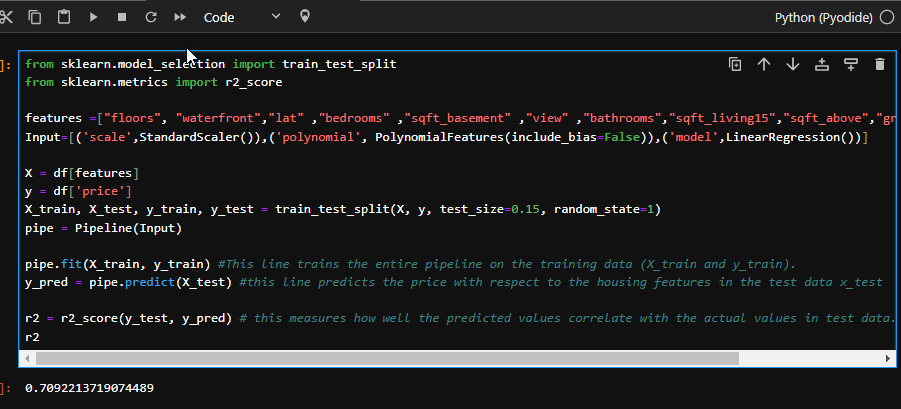 Code
Python (Pyodide)
]:
from sklearn.model_selection import train_test_split
from sklearn.metrics import r2_score
features =["floors", "waterfront","lat" ,"bedrooms" ,"sqft_basement" ,"view" ,"bathrooms","sqft_living15","sqft_above","gr
Input=[('scale',StandardScaler()),('polynomial', PolynomialFeatures(include_bias=False)),('model',LinearRegression())]
X = df[features]
y = df['price']
X_train, X_test, y_train, y_test = train_test_split(X, y, test_size=0.15, random_state=1)
pipe = Pipeline(Input)
pipe.fit(X_train, y_train) #This line trains the entire pipeline on the training data (X_train and y_train).
y_pred = pipe.predict(X_test) #this line predicts the price with respect to the housing features in the test data x_test
r2 = r2_score(y_test, y_pred) # this measures how well the predicted values correlate with the actual values in test data.
r2
]:
0.7092213719074489